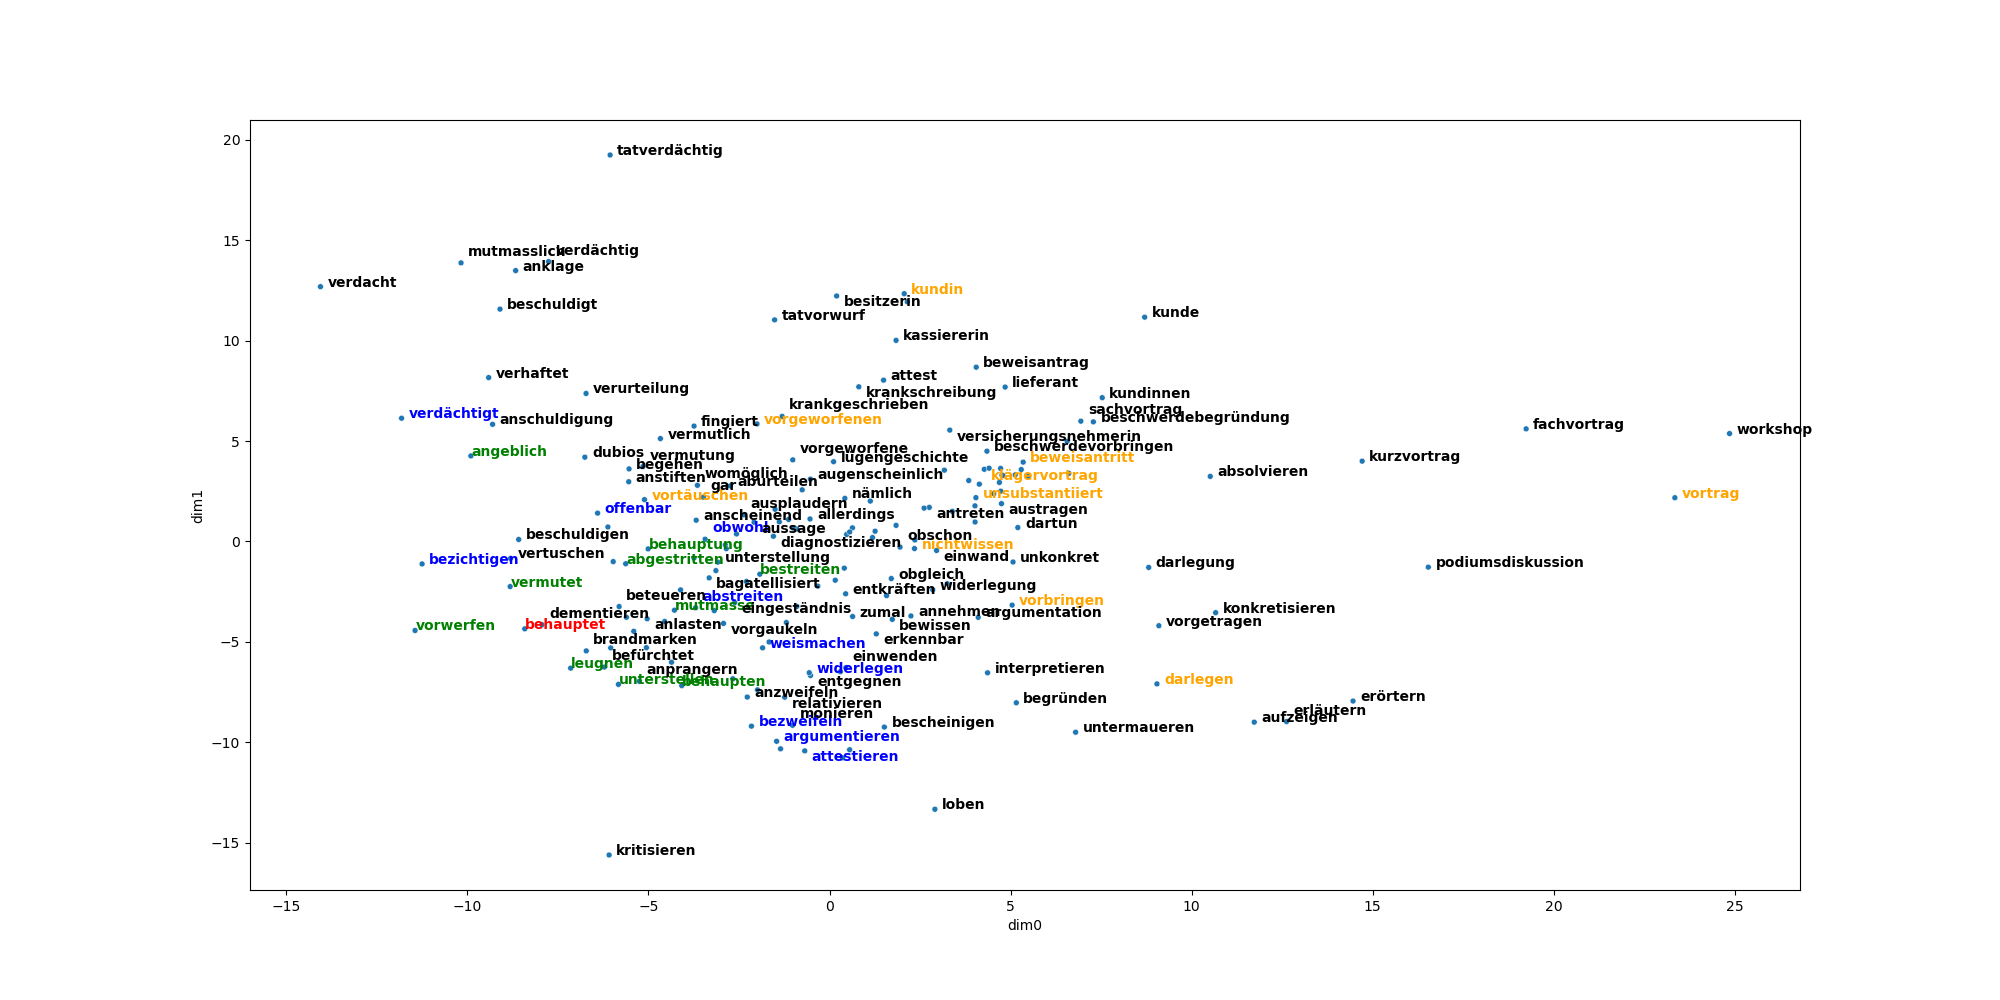 tatverdächtig
20
mutmasslich
verdächtig
15
anklage
verdacht
kundin
besitzerin
beschuldigt
kunde
tatvorwurf
kassiererin
10
beweisantrag
attest
verhaftet
lieferant
verurteilung
krankschreibung
kundinnen
krankgeschrieben
verdächtigt
sachvortrag
anschuldigung
fingiert
vorgeworfenen
beschwerdebegründung
fachvortrag
workshop
vermutlich
versicherungsnehmerin
5
angeblich
dubios
vermutung
vorgeworfene
lügengeschichte
beschwerdevorbringen
beweisantritt
kurzvortrag
begehen
anstiften
womöglich
augenscheinlich
klägervortrag
absolvieren
gar
aburteilen
vortäuschen
nämlich
unsubstantiiert
vortrag
offenbar
ausplaudern
anscheinend
allerdings
antreten
austragen
obwohl
aussage
dartun
dim1
beschuldigen
behauptung
diagnostizieren
obschon
nichtwissen
0
bezichtigen
vertuschen
abgestritten
unterstellung
einwand
unkonkret
bestreiten
darlegung
podiumsdiskussion
vermutet
bagatellisiert
obgleich
entkräften
widerlegung
beteueren
abstreiten
vorbringen
mutmasst
eingeständnis
dementieren
zumal
annehmen
argumentation
konkretisieren
vorwerfen
behauptet
anlasten
vorgaukeln
bewissen
vorgetragen
−5
brandmarken
weismachen
erkennbar
befürchtet
einwenden
leugnen
anprangern
widerlegen
interpretieren
unterstellen
behaupten
entgegnen
darlegen
anzweifeln
relativieren
begründen
erörtern
monieren
erläutern
bezweifeln
bescheinigen
aufzeigen
untermaueren
−10
argumentieren
attestieren
loben
−15
kritisieren
−15 −10 −5 0 5 10 15 20 25
dim0